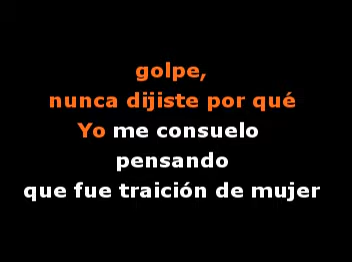 golpe,
nunca dijiste por qué
Yo me consuelo
pensando
que fue traición de mujer